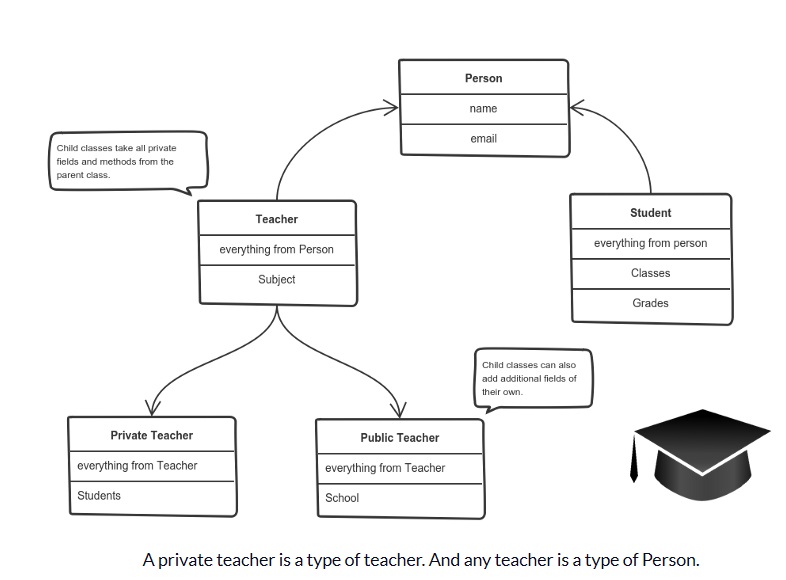 Person
name
email
Child classes take all private
fields and methods from the
parent class.
Teacher
everything from Person
Subject
Student
everything from person
Classes
Grades
Child classes can also
add additional fields of
their own.
Private Teacher
everything from Teacher
Students
Public Teacher
everything from Teacher
School
A private teacher is a type of teacher. And any teacher is a type of Person.